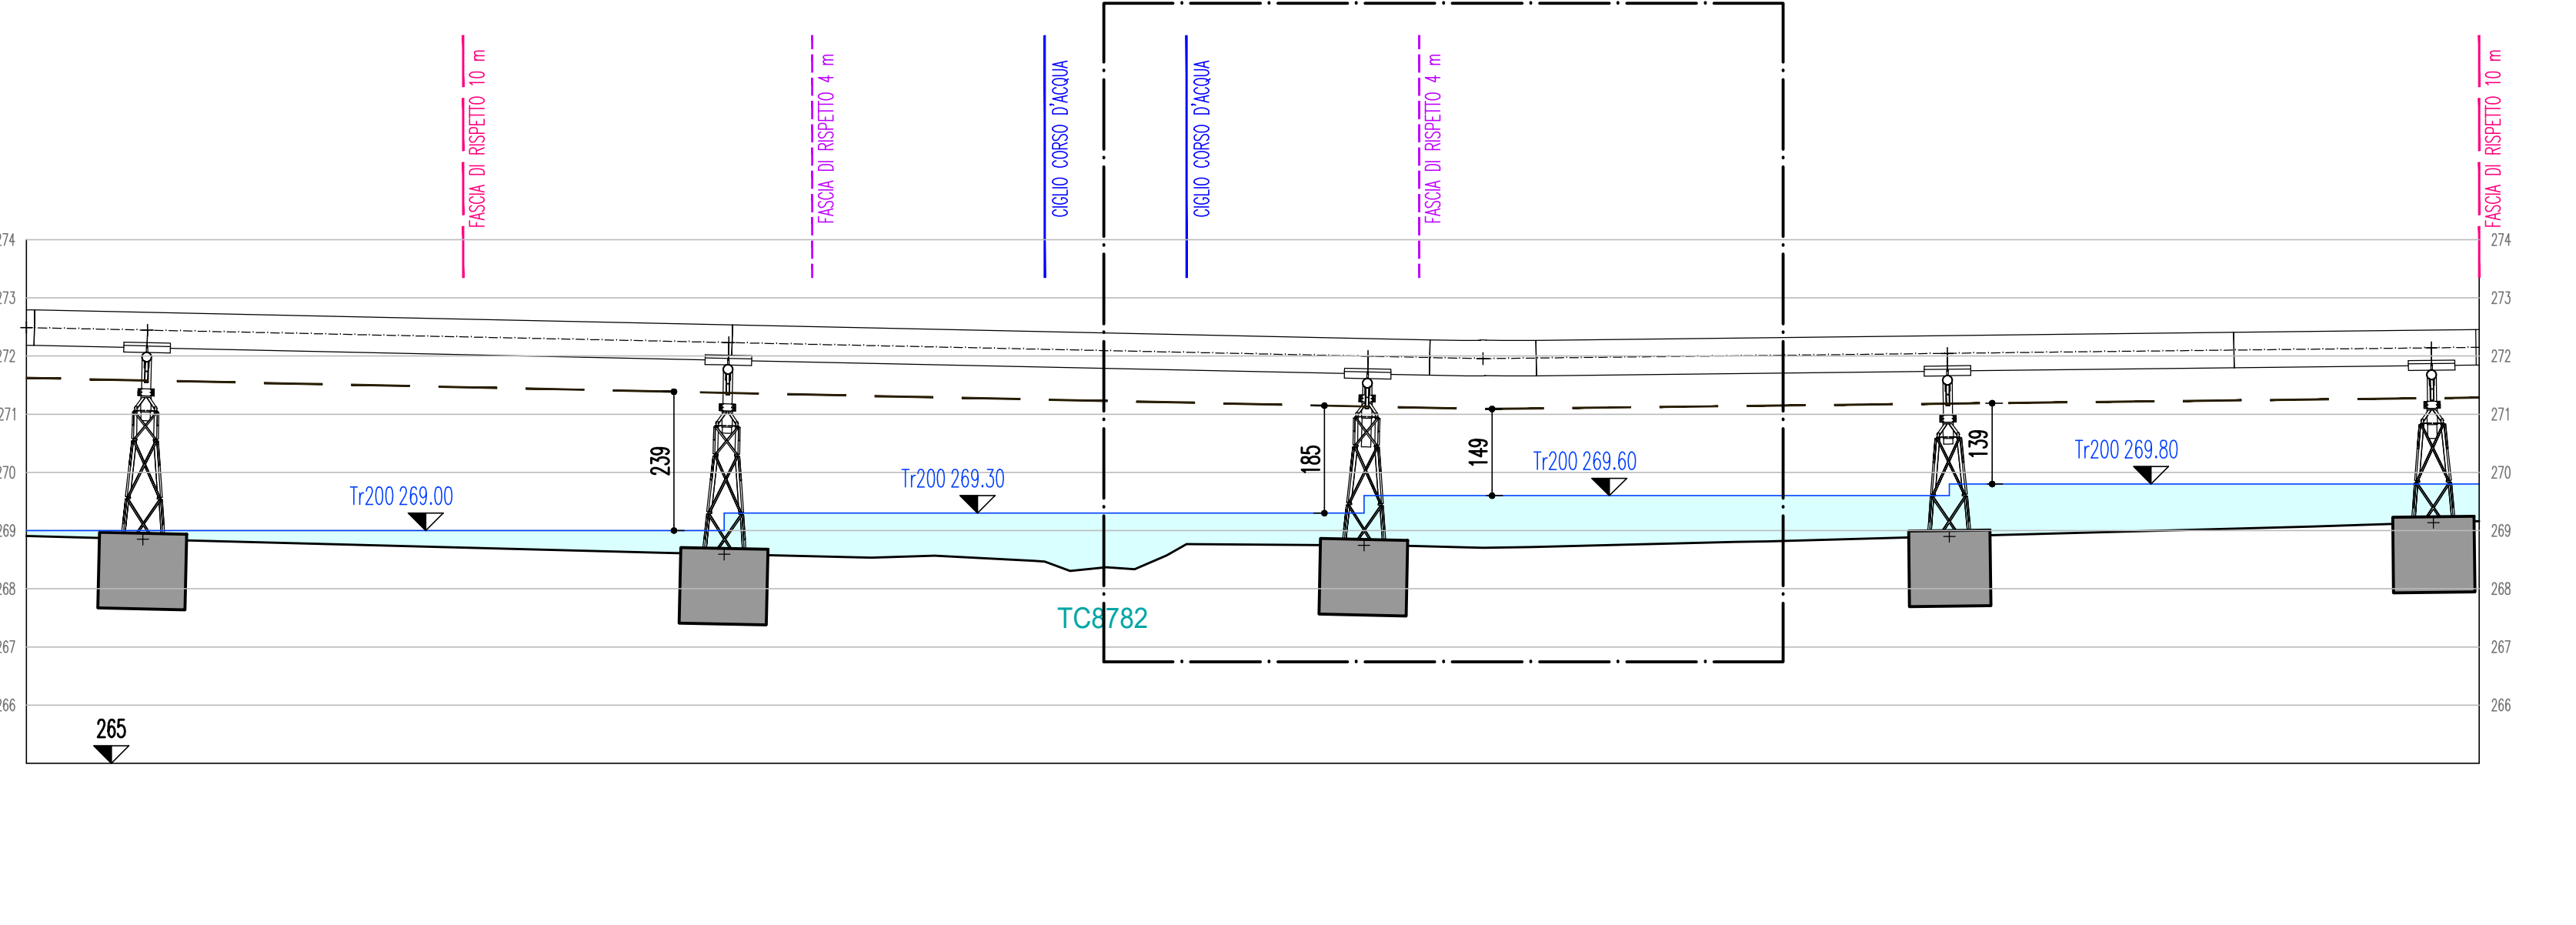 FASCIA DI RISPETTO 10 m
FASCIA DI RISPETTO 4 m
CIGLIO CORSO D'ACQUA
CIGLIO CORSO D'ACQUA
FASCIA DI RISPETTO 4 m
FASCIA DI RISPETTO 10 m
274
274
273
273
272
272
271
271
239
185
149
139
Tr200 269.00
Tr200 269.30
Tr200 269.60
Tr200 269.80
270
270
269
269
268
268
TC8782
267
267
266
266
265